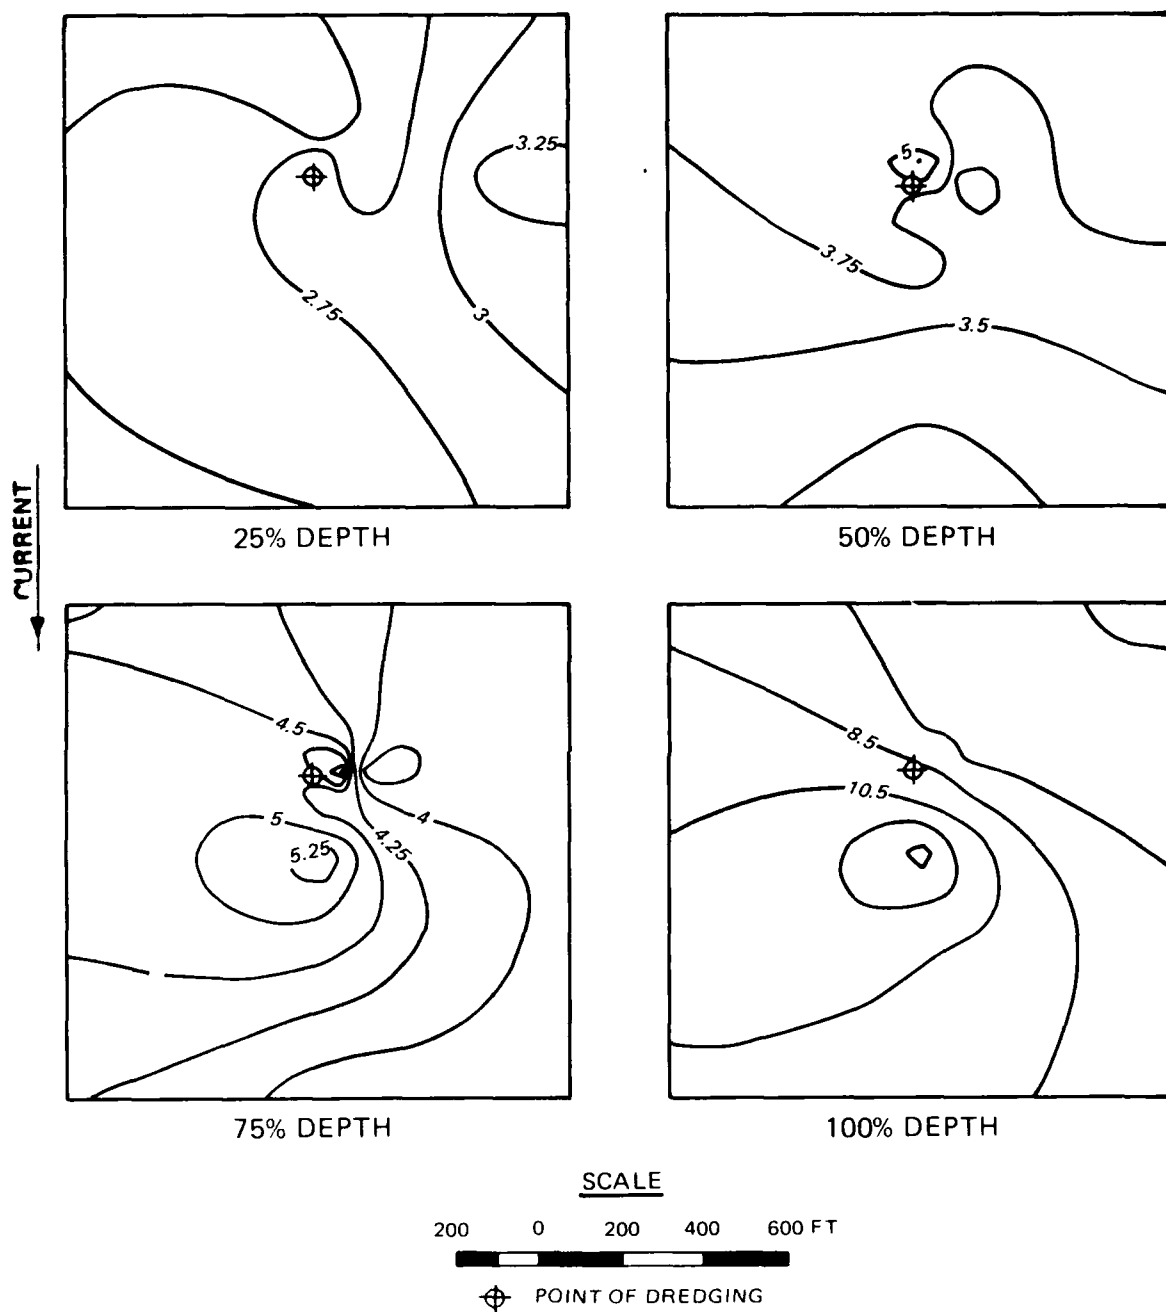 3.25
2.75
3
25% DEPTH
5
3.75
3.5
50% DEPTH
CURRENT
4.5
5
4
4.25
5.25
75% DEPTH
8.5
10.5
100% DEPTH
SCALE
200 0 200 400 600 FT
POINT OF DREDGING